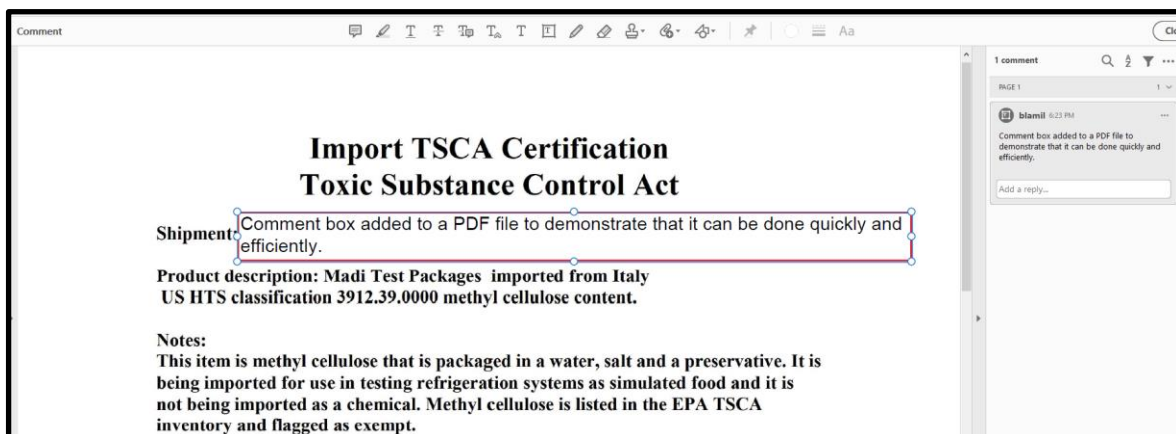 Comment
T T T T T T Aa
Import TSCA Certification
Toxic Substance Control Act
Shipment:
Comment box added to a PDF file to demonstrate that it can be done quickly and
efficiently.
Product description: Madi Test Packages imported from Italy
US HTS classification 3912.39.0000 methyl cellulose content.
Notes:
This item is methyl cellulose that is packaged in a water, salt and a preservative. It is
being imported for use in testing refrigeration systems as simulated food and it is
not being imported as a chemical. Methyl cellulose is listed in the EPA TSCA
inventory and flagged as exempt.
1 comment
PAGE 1 1
blamil 6:23 PM
Comment box added to a PDF file to
demonstrate that it can be done quickly and
efficiently.
Add a reply...